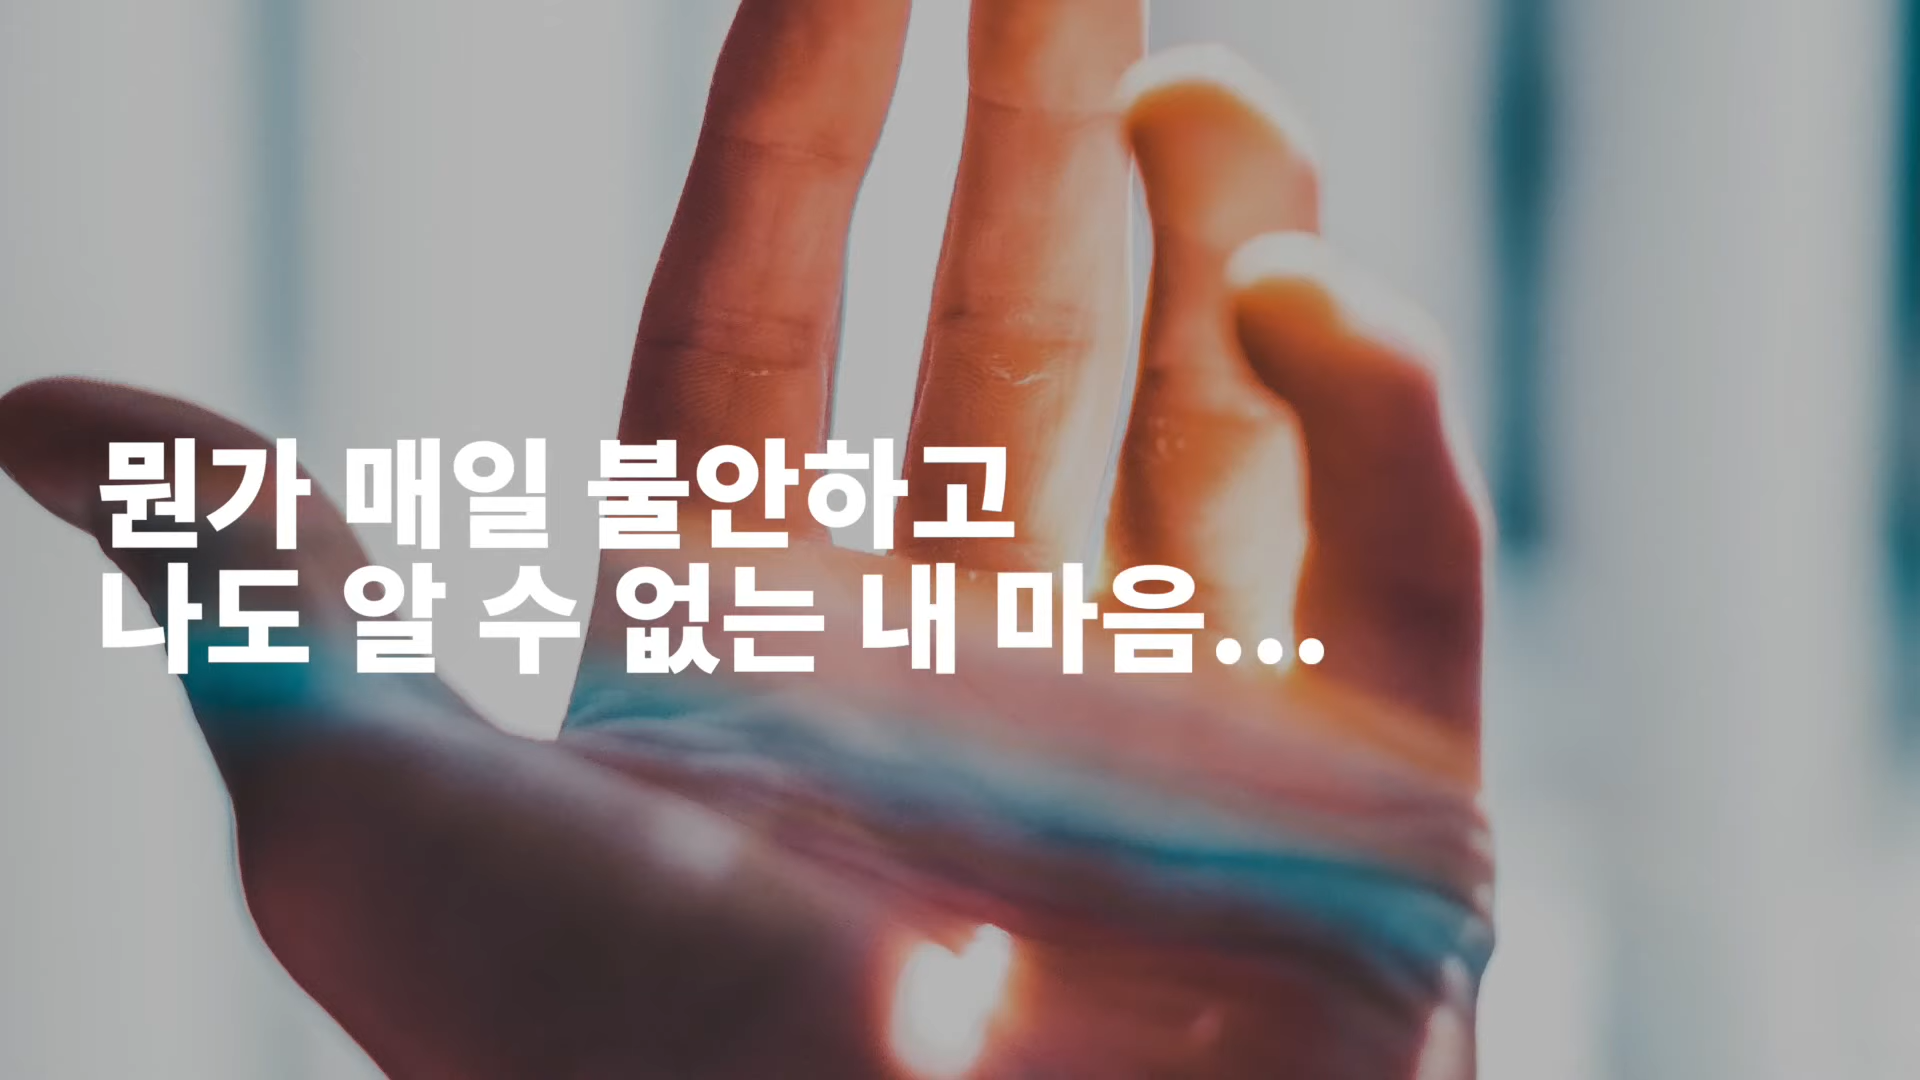 뭔가 매일 불안하고
나도 알 수 없는 내 마음...